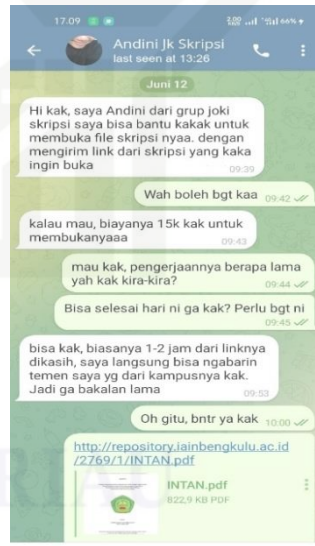 17.09
66%
Andini Jk Skripsi
last seen at 13:26
Juni 12
Hi kak, saya Andini dari grup joki
skripsi saya bisa bantu kakak untuk
membuka file skripsi nyaa. dengan
mengirim link dari skripsi yang kaka
ingin buka
09:39
Wah boleh bgt kaa 09:42
kalau mau, biayanya 15k kak untuk
membukanyaaa
09:43
mau kak, pengerjaannya berapa lama
yah kak kira-kira?
09:44
Bisa selesai hari ni ga kak? Perlu bgt ni
09:45
bisa kak, biasanya 1-2 jam dari linknya
dikasih, saya langsung bisa ngabarin
temen saya yg dari kampusnya kak.
Jadi ga bakalan lama
09:53
Oh gitu, bntr ya kak 10:00
http://repository.iainbengkulu.ac.id
/2769/1/INTAN.pdf
INTAN.pdf
822,9 KB PDF
RIAU